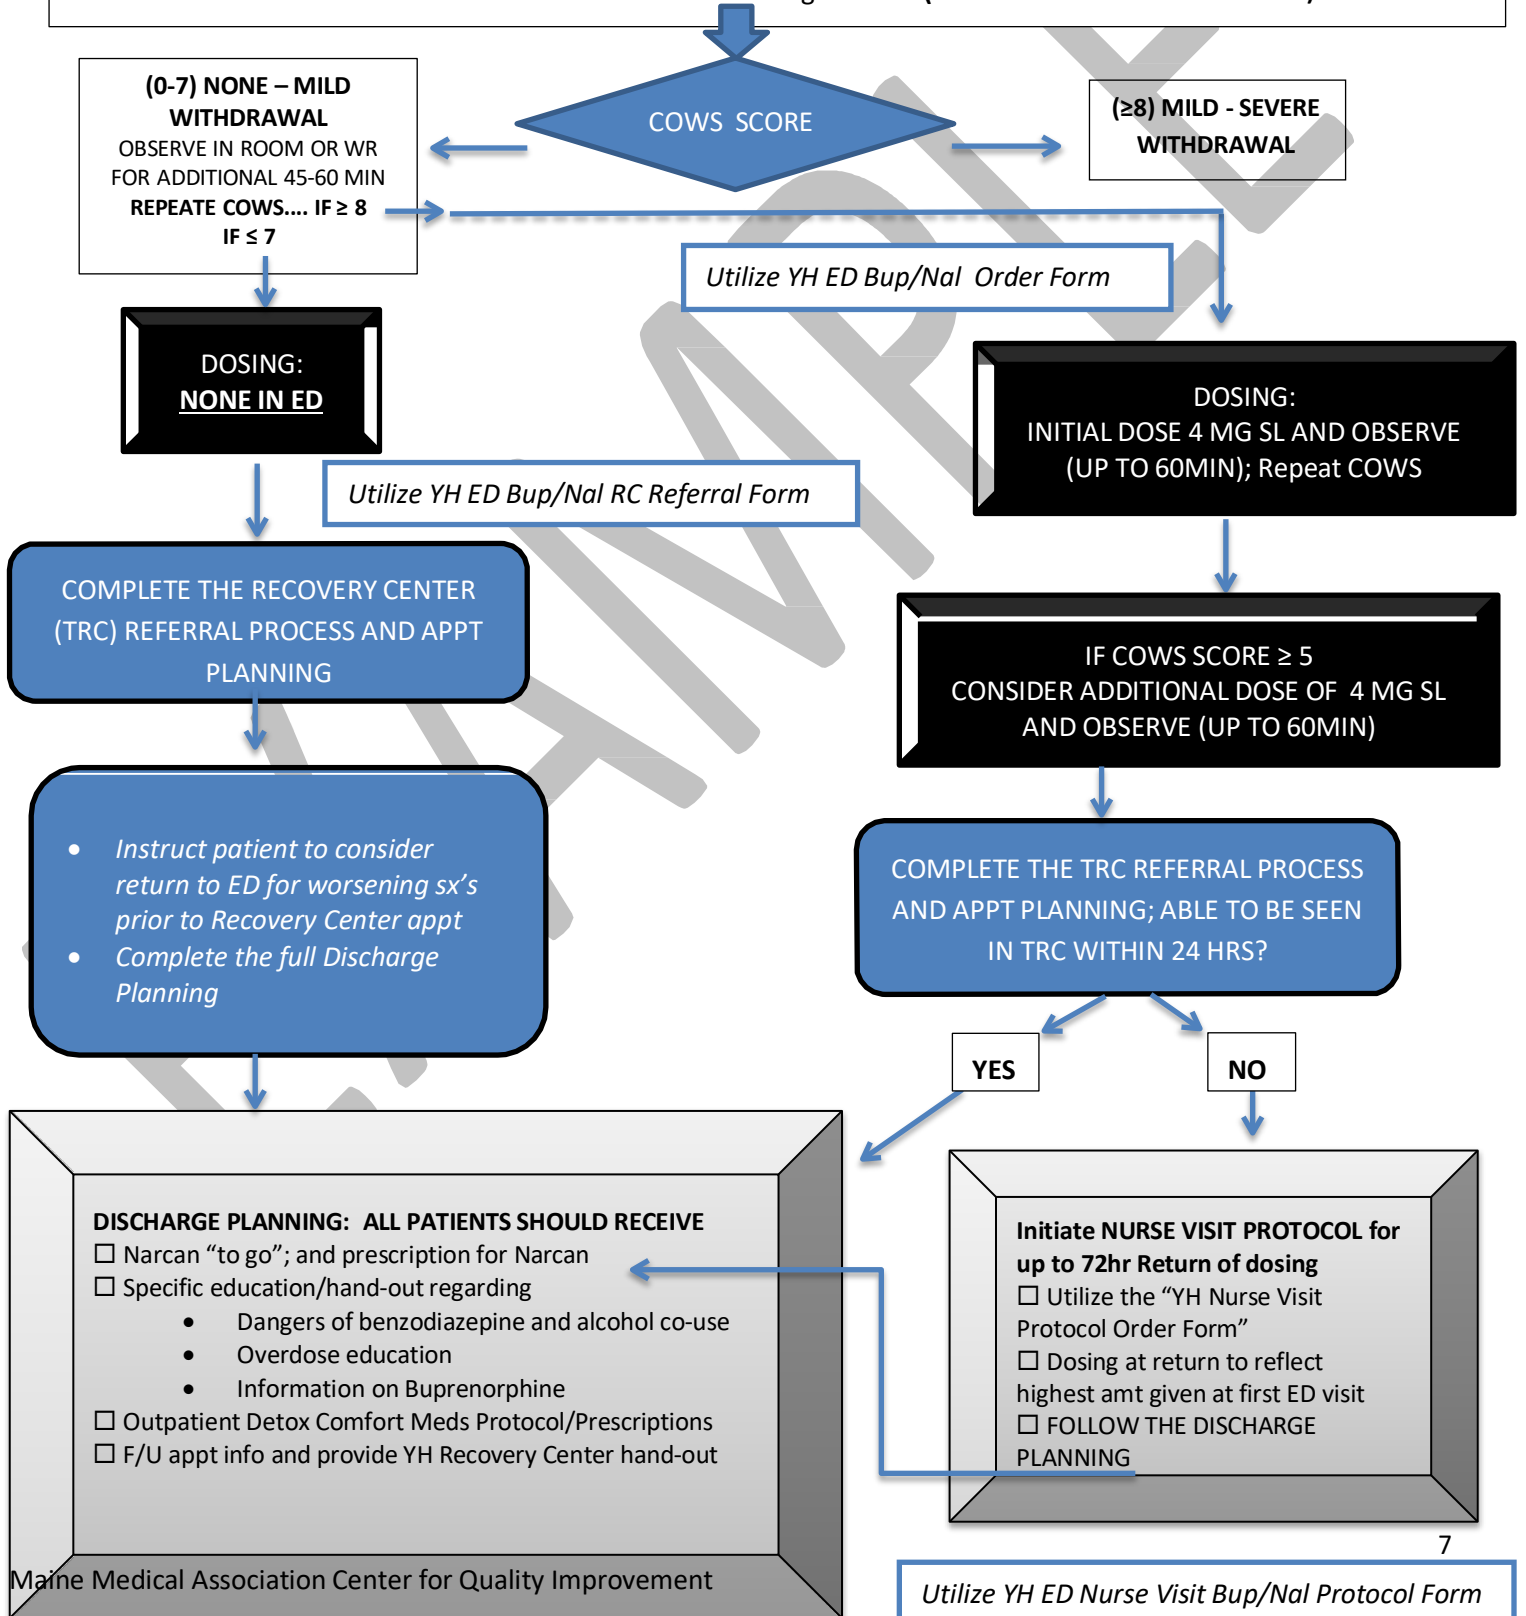 (0-7) NONE – MILD
WITHDRAWAL
OBSERVE IN ROOM OR WR
FOR ADDITIONAL 45-60 MIN
REPEATE COWS.... IF ≥ 8
IF ≤ 7
COWS SCORE
(≥8) MILD - SEVERE
WITHDRAWAL
Utilize YH ED Bup/Nal Order Form
DOSING:
NONE IN ED
DOSING:
INITIAL DOSE 4 MG SL AND OBSERVE
(UP TO 60MIN); Repeat COWS
Utilize YH ED Bup/Nal RC Referral Form
COMPLETE THE RECOVERY CENTER
(TRC) REFERRAL PROCESS AND APPT
PLANNING
IF COWS SCORE ≥ 5
CONSIDER ADDITIONAL DOSE OF 4 MG SL
AND OBSERVE (UP TO 60MIN)
• Instruct patient to consider
return to ED for worsening sx's
prior to Recovery Center appt
• Complete the full Discharge
Planning
COMPLETE THE TRC REFERRAL PROCESS
AND APPT PLANNING; ABLE TO BE SEEN
IN TRC WITHIN 24 HRS?
YES
NO
DISCHARGE PLANNING: ALL PATIENTS SHOULD RECEIVE
☐ Narcan “to go”; and prescription for Narcan
☐ Specific education/hand-out regarding
• Dangers of benzodiazepine and alcohol co-use
• Overdose education
• Information on Buprenorphine
☐ Outpatient Detox Comfort Meds Protocol/Prescriptions
☐ F/U appt info and provide YH Recovery Center hand-out
Initiate NURSE VISIT PROTOCOL for
up to 72hr Return of dosing
☐ Utilize the “YH Nurse Visit
Protocol Order Form”
☐ Dosing at return to reflect
highest amt given at first ED visit
☐ FOLLOW THE DISCHARGE
PLANNING
7
Maine Medical Association Center for Quality Improvement
Utilize YH ED Nurse Visit Bup/Nal Protocol Form
EXAMPLE